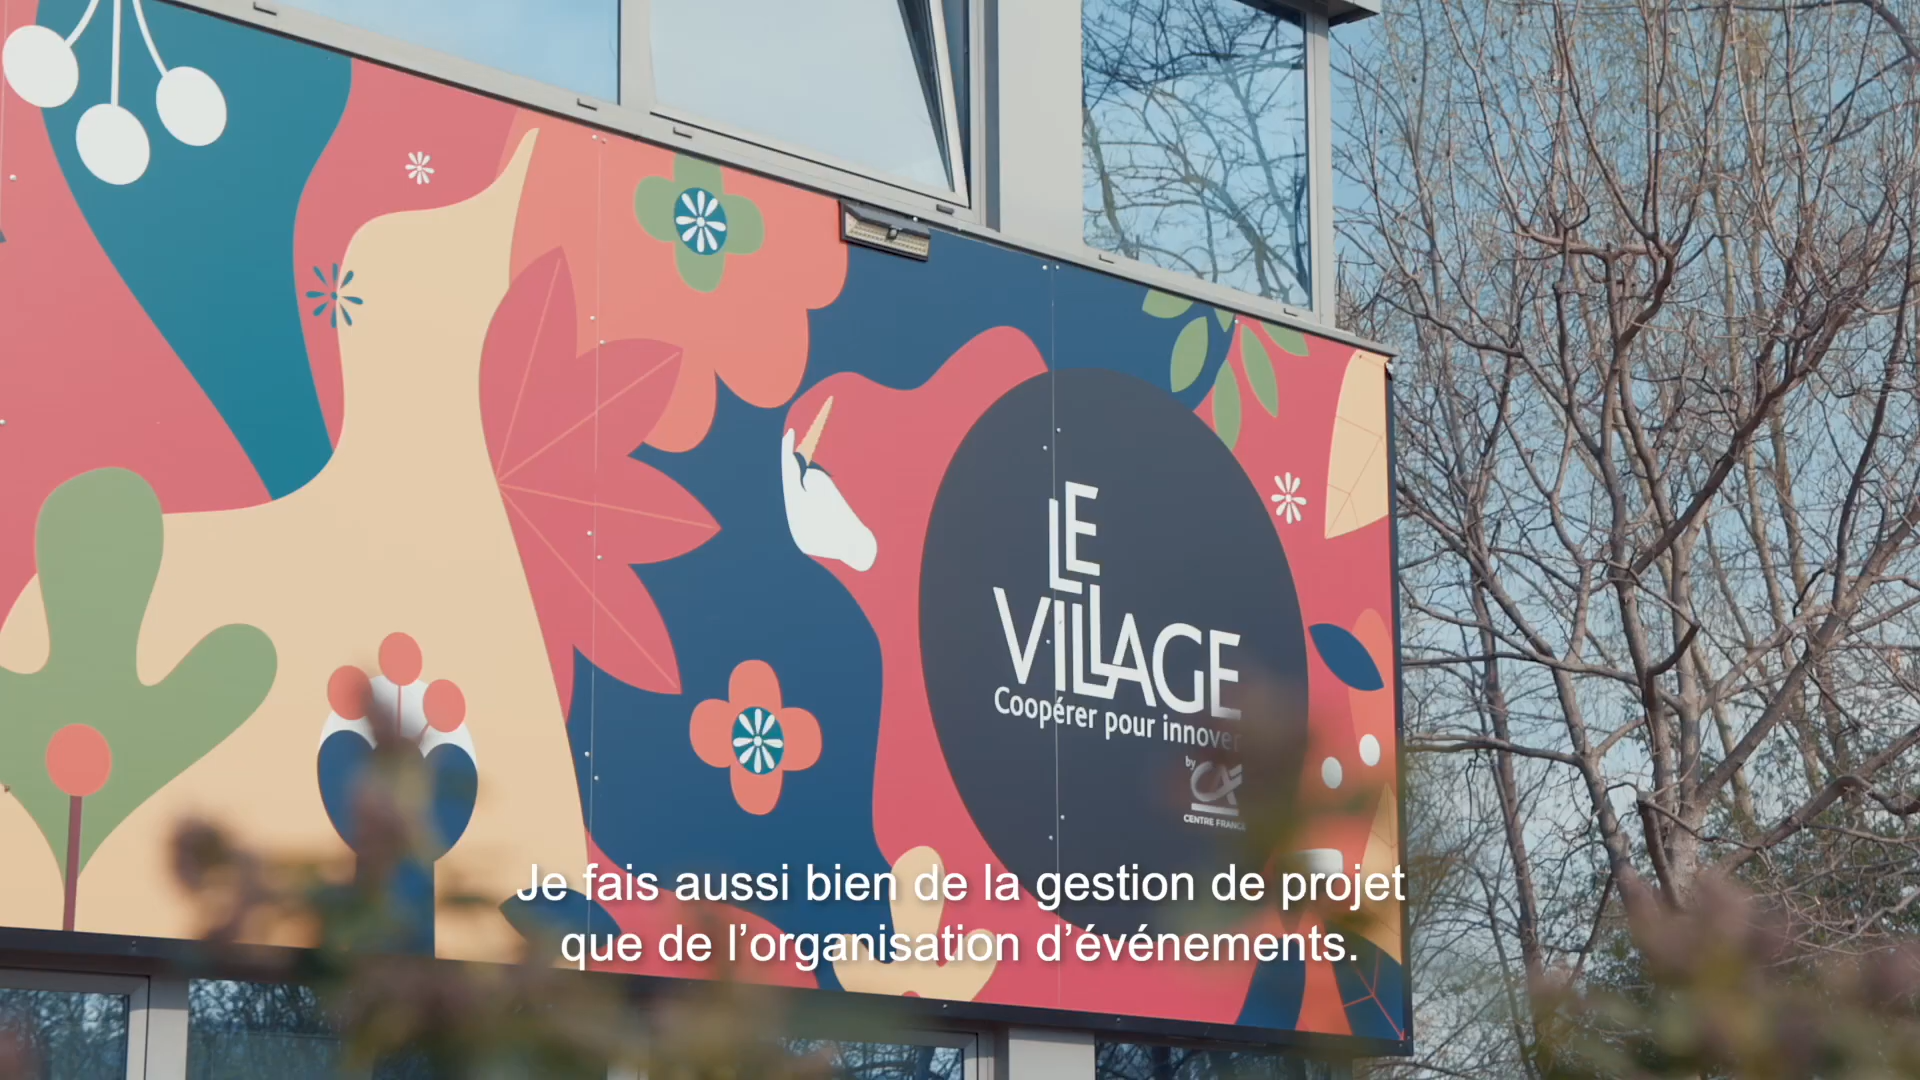 LE
VILLAGE
Coopérer pour innover
by CA
CENTRE FRANCE
Je fais aussi bien de la gestion de projet
que de l’organisation d’événements.